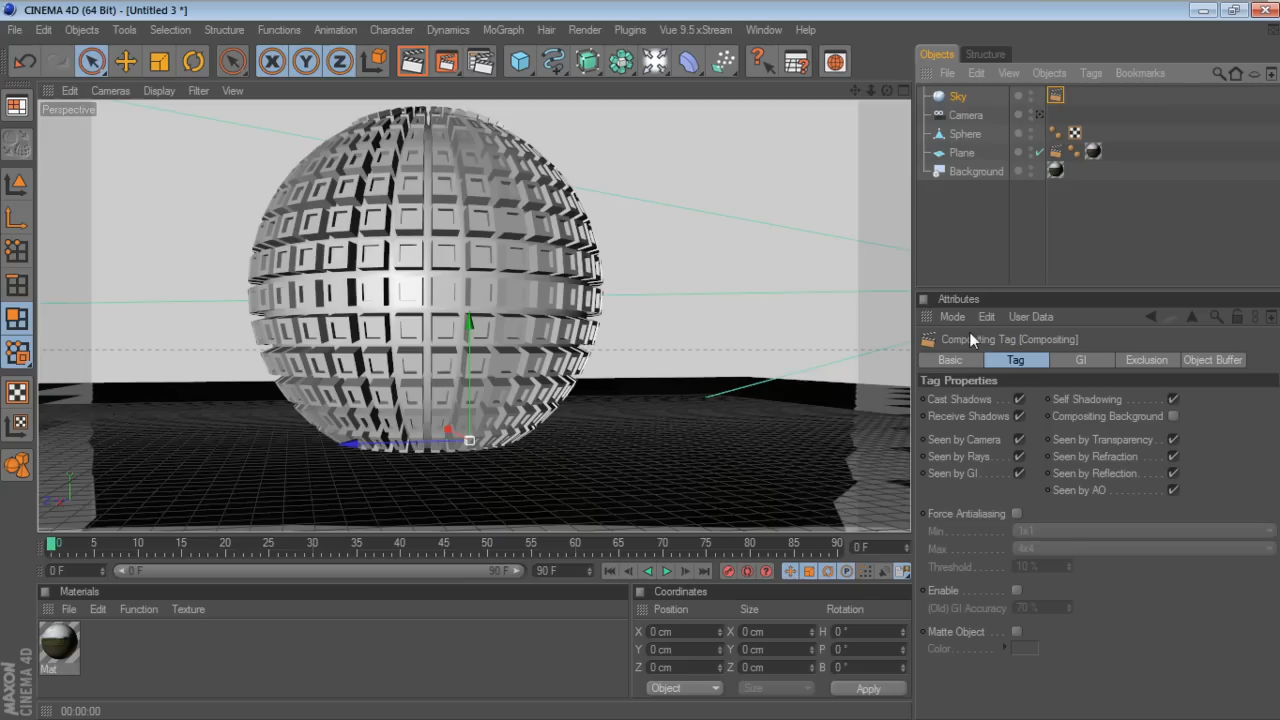 CINEMA 4D (64 Bit) - [Untitled 3 *]
File Edit Objects Tools Selection Structure Functions Animation Character Dynamics MoGraph Hair Render Plugins Vue 9.5 xStream Window Help
Objects Structure
File Edit View Objects Tags Bookmarks
Sky
Camera
Sphere
Plane
Background
Edit Cameras Display Filter View
Perspective
Attributes
Mode Edit User Data
Compositing Tag [Compositing]
Basic Tag GI Exclusion Object Buffer
Tag Properties
Cast Shadows Self Shadowing
Receive Shadows Compositing Background
Seen by Camera Seen by Transparency
Seen by Rays Seen by Refraction
Seen by GI Seen by Reflection
Seen by AO
Force Antialiasing
Min 1x1
Max 4x4
Threshold 10 %
Enable
(Old) GI Accuracy 70 %
Matte Object
Color
0 5 10 15 20 25 30 35 40 45 50 55 60 65 70 75 80 85 90 0 F
0 F 0 F 90 F 90 F
Materials
File Edit Function Texture
Mat
Coordinates
Position Size Rotation
X 0 cm X 0 cm H 0 °
Y 0 cm Y 0 cm P 0 °
Z 0 cm Z 0 cm B 0 °
Object Size Apply
MAXON
CINEMA 4D
00:00:00